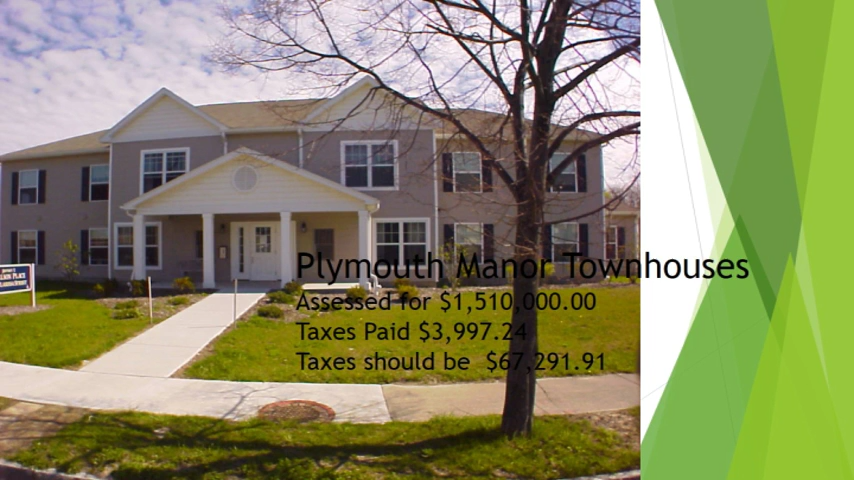 Plymouth Manor Townhouses
Assessed for $1,510,000.00
Taxes Paid $3,997.24
Taxes should be $67,291.91
PLACE